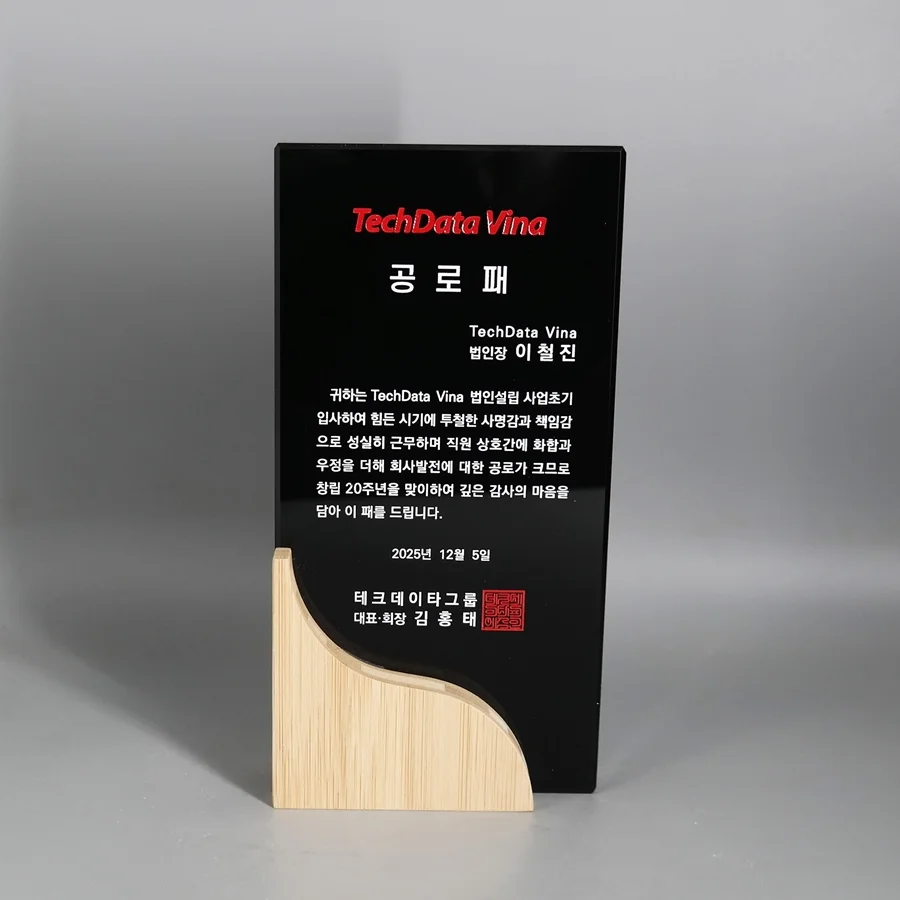 TechData Vina
공 로 패
TechData Vina
법인장 이 철 진
귀하는 TechData Vina 법인설립 사업초기
입사하여 힘든 시기에 투철한 사명감과 책임감
으로 성실히 근무하며 직원 상호간에 화합과
우정을 더해 회사발전에 대한 공로가 크므로
창립 20주년을 맞이하여 깊은 감사의 마음을
담아 이 패를 드립니다.
2025년 12월 5일
테크데이타그룹
대표·회장 김 홍 태